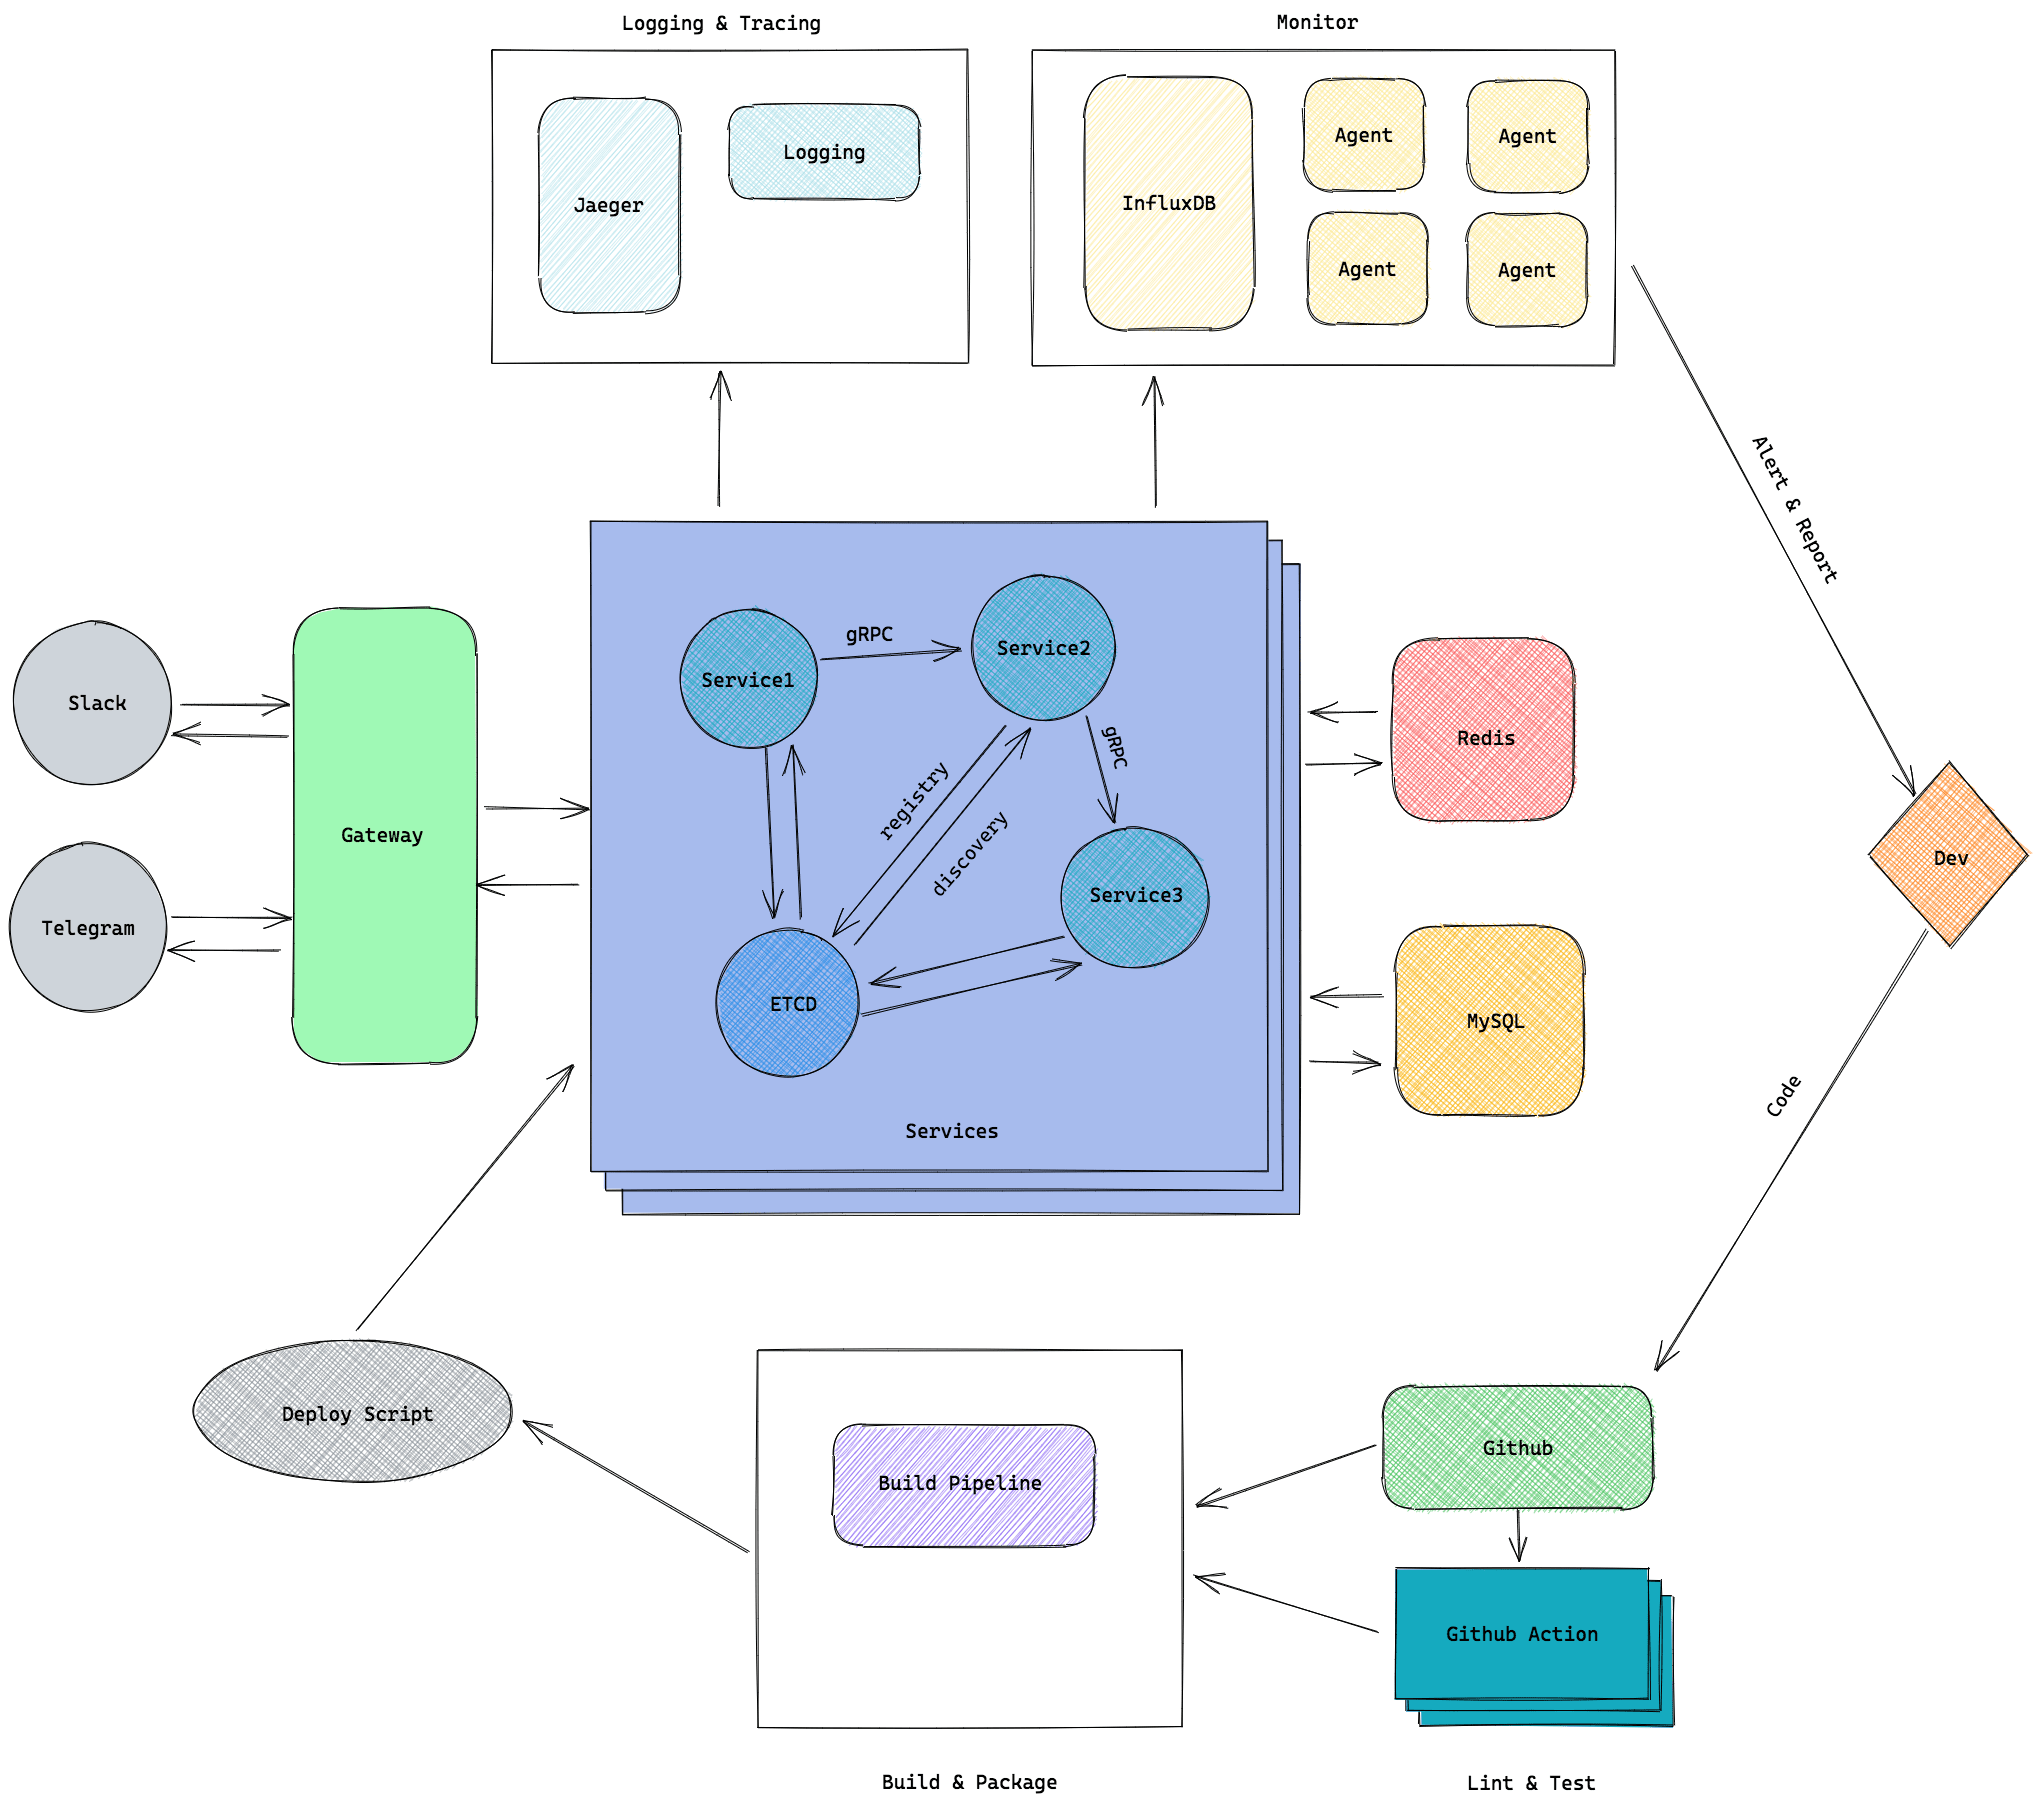 Logging & Tracing
Monitor
Jaeger
Logging
InfluxDB
Agent
Agent
Agent
Agent
Alert & Report
Slack
Telegram
Gateway
Service1
gRPC
Service2
gRPC
registry
discovery
Service3
ETCD
Services
Redis
MySQL
Dev
Code
Deploy Script
Build Pipeline
Github
Github Action
Build & Package
Lint & Test